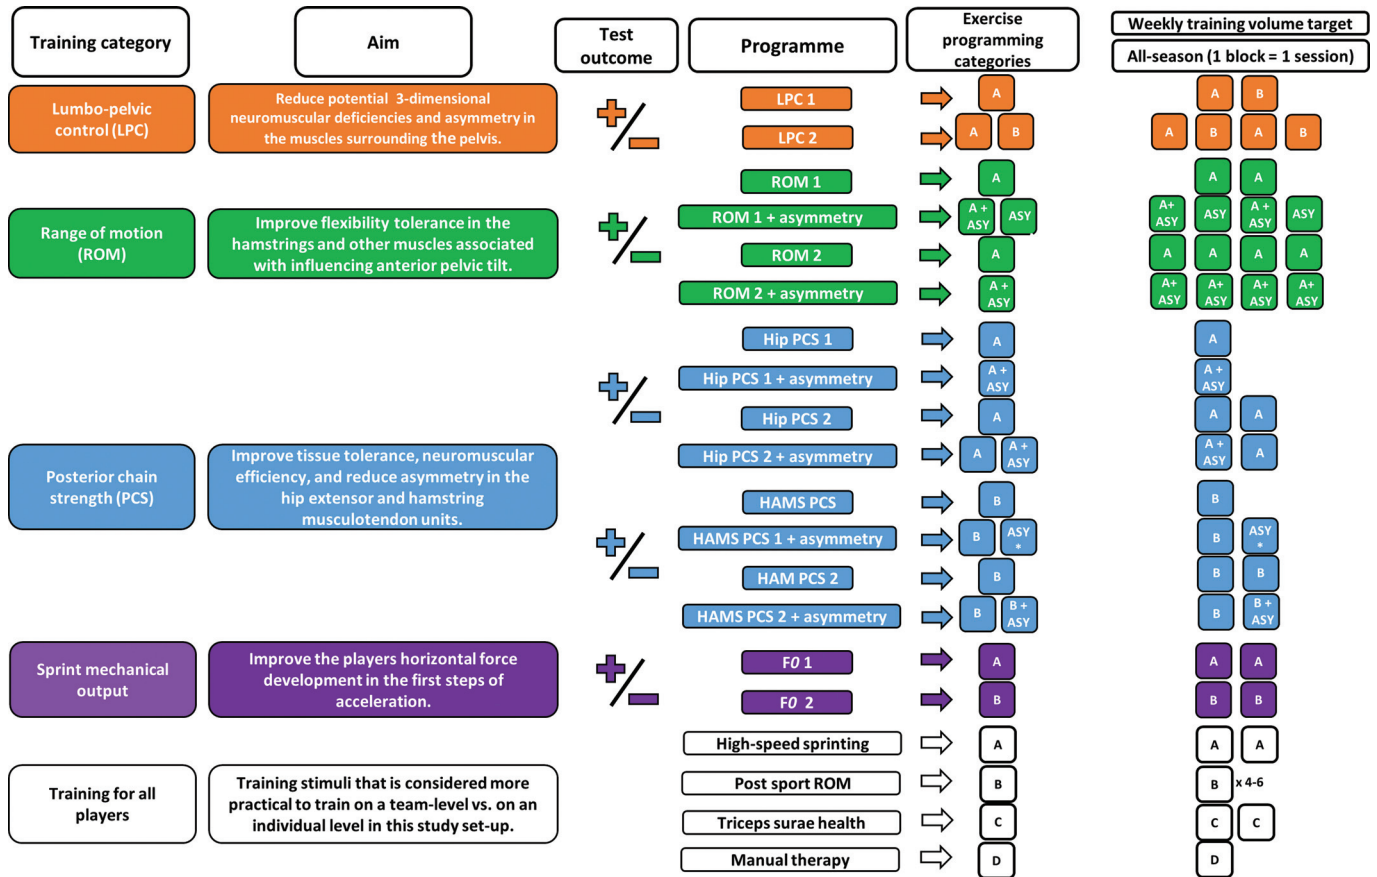 Training category
Aim
Test
outcome
Programme
Exercise
programming
categories
Weekly training volume target
All-season (1 block = 1 session)
Lumbo-pelvic
control (LPC)
Reduce potential 3-dimensional
neuromuscular deficiencies and asymmetry in
the muscles surrounding the pelvis.
LPC 1
A
A B
LPC 2
A B
A B A B
Range of motion
(ROM)
Improve flexibility tolerance in the
hamstrings and other muscles associated
with influencing anterior pelvic tilt.
ROM 1
A
A A
ROM 1 + asymmetry
A +
ASY
ASY
A+
ASY
ASY
A +
ASY
ASY
ROM 2
A
A A A A
ROM 2 + asymmetry
A +
ASY
A+
ASY
A+
ASY
A+
ASY
A+
ASY
Posterior chain
strength (PCS)
Improve tissue tolerance, neuromuscular
efficiency, and reduce asymmetry in the
hip extensor and hamstring
musculotendon units.
Hip PCS 1
A
A
Hip PCS 1 + asymmetry
A +
ASY
A +
ASY
Hip PCS 2
A
A A
Hip PCS 2 + asymmetry
A
A +
ASY
A +
ASY
A
HAMS PCS
B
B
HAMS PCS 1 + asymmetry
B
ASY
*
B
ASY
*
HAM PCS 2
B
B B
HAMS PCS 2 + asymmetry
B
B +
ASY
B
B +
ASY
Sprint mechanical
output
Improve the players horizontal force
development in the first steps of
acceleration.
F0 1
A
A A
F0 2
B
B B
Training for all
players
Training stimuli that is considered more
practical to train on a team-level vs. on an
individual level in this study set-up.
High-speed sprinting
A
A A
Post sport ROM
B
B x 4-6
Triceps surae health
C
C C
Manual therapy
D
D